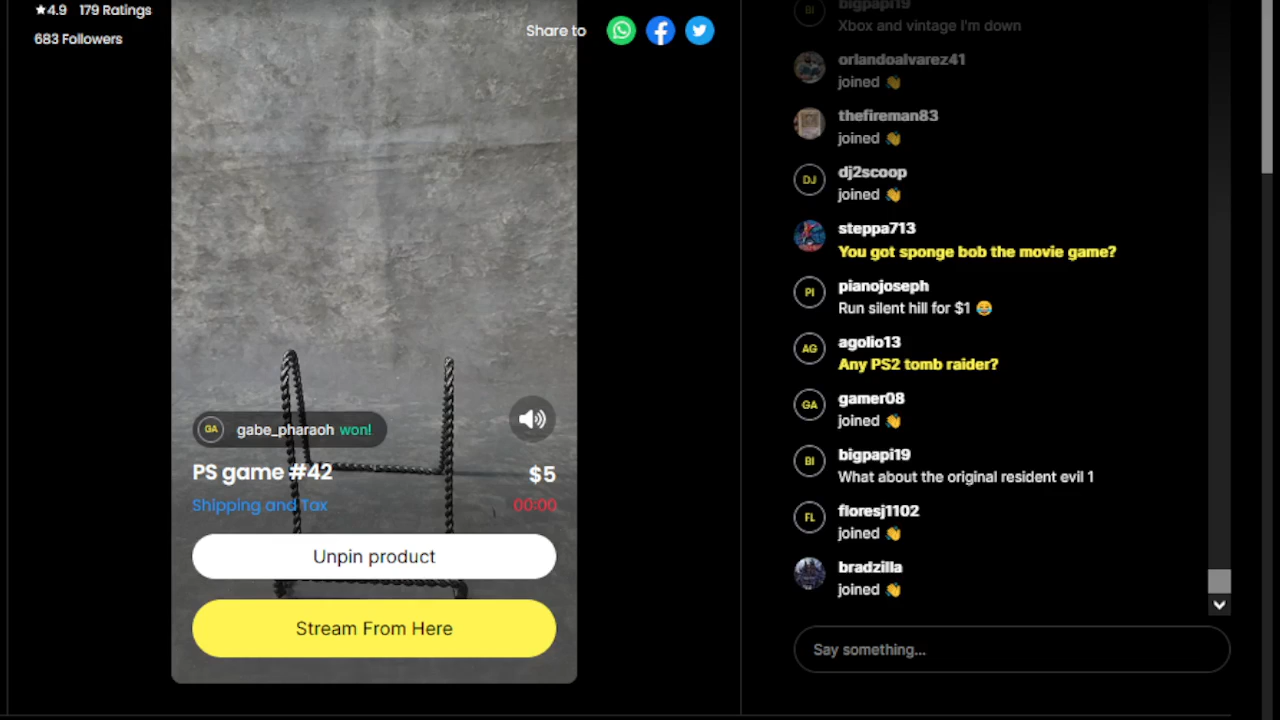 ★4.9 179 Ratings
683 Followers
Share to
GA gabe_pharaoh won!
PS game #42
$5
Shipping and Tax
00:00
Unpin product
Stream From Here
BI bigpapi19
Xbox and vintage I'm down
orlandoalvarez41
joined 👏
thefireman83
joined 👏
DJ dj2scoop
joined 👏
steppa713
You got sponge bob the movie game?
PI pianojoseph
Run silent hill for $1 😂
AG agolio13
Any PS2 tomb raider?
GA gamer08
joined 👏
BI bigpapi19
What about the original resident evil 1
FL floresj1102
joined 👏
bradzilla
joined 👏
Say something...